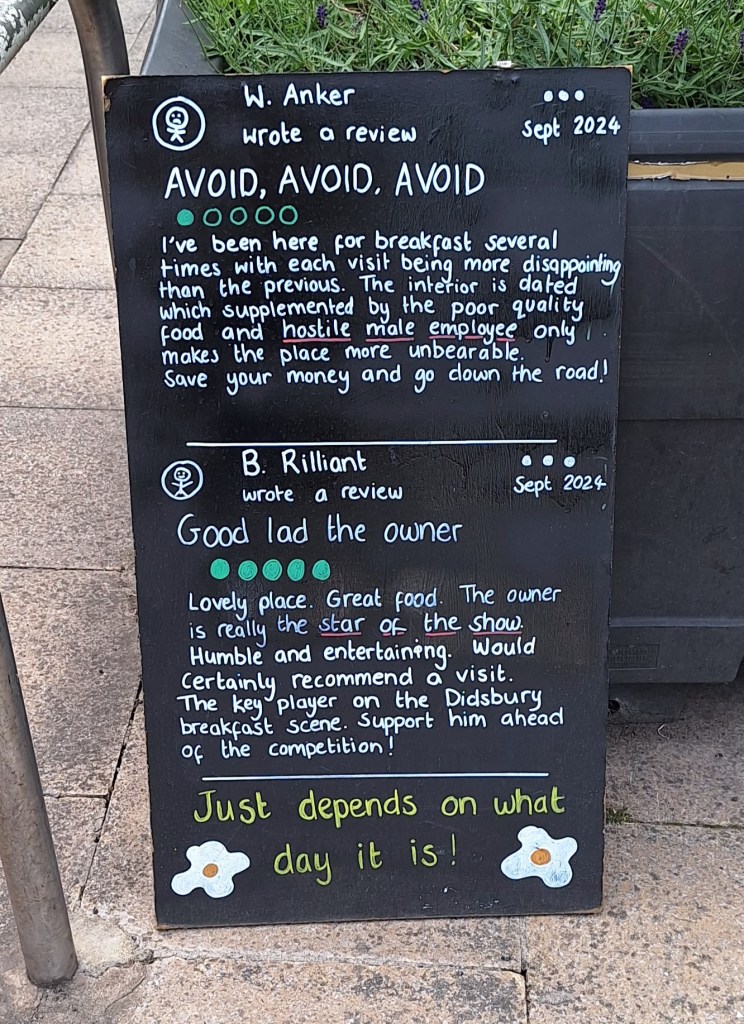 W. Anker
wrote a review
Sept 2024
AVOID, AVOID, AVOID
I've been here for breakfast several
times with each visit being more disappointing
than the previous. The interior is dated
which supplemented by the poor quality
food and hostile male employee only
makes the place more unbearable.
Save your money and go down the road!
B. Rilliant
wrote a review
Sept 2024
Good lad the owner
Lovely place. Great food. The owner
is really the star of the show.
Humble and entertaining. Would
Certainly recommend a visit.
The key player on the Didsbury
breakfast scene. Support him ahead
of the competition!
Just depends on what
day it is!